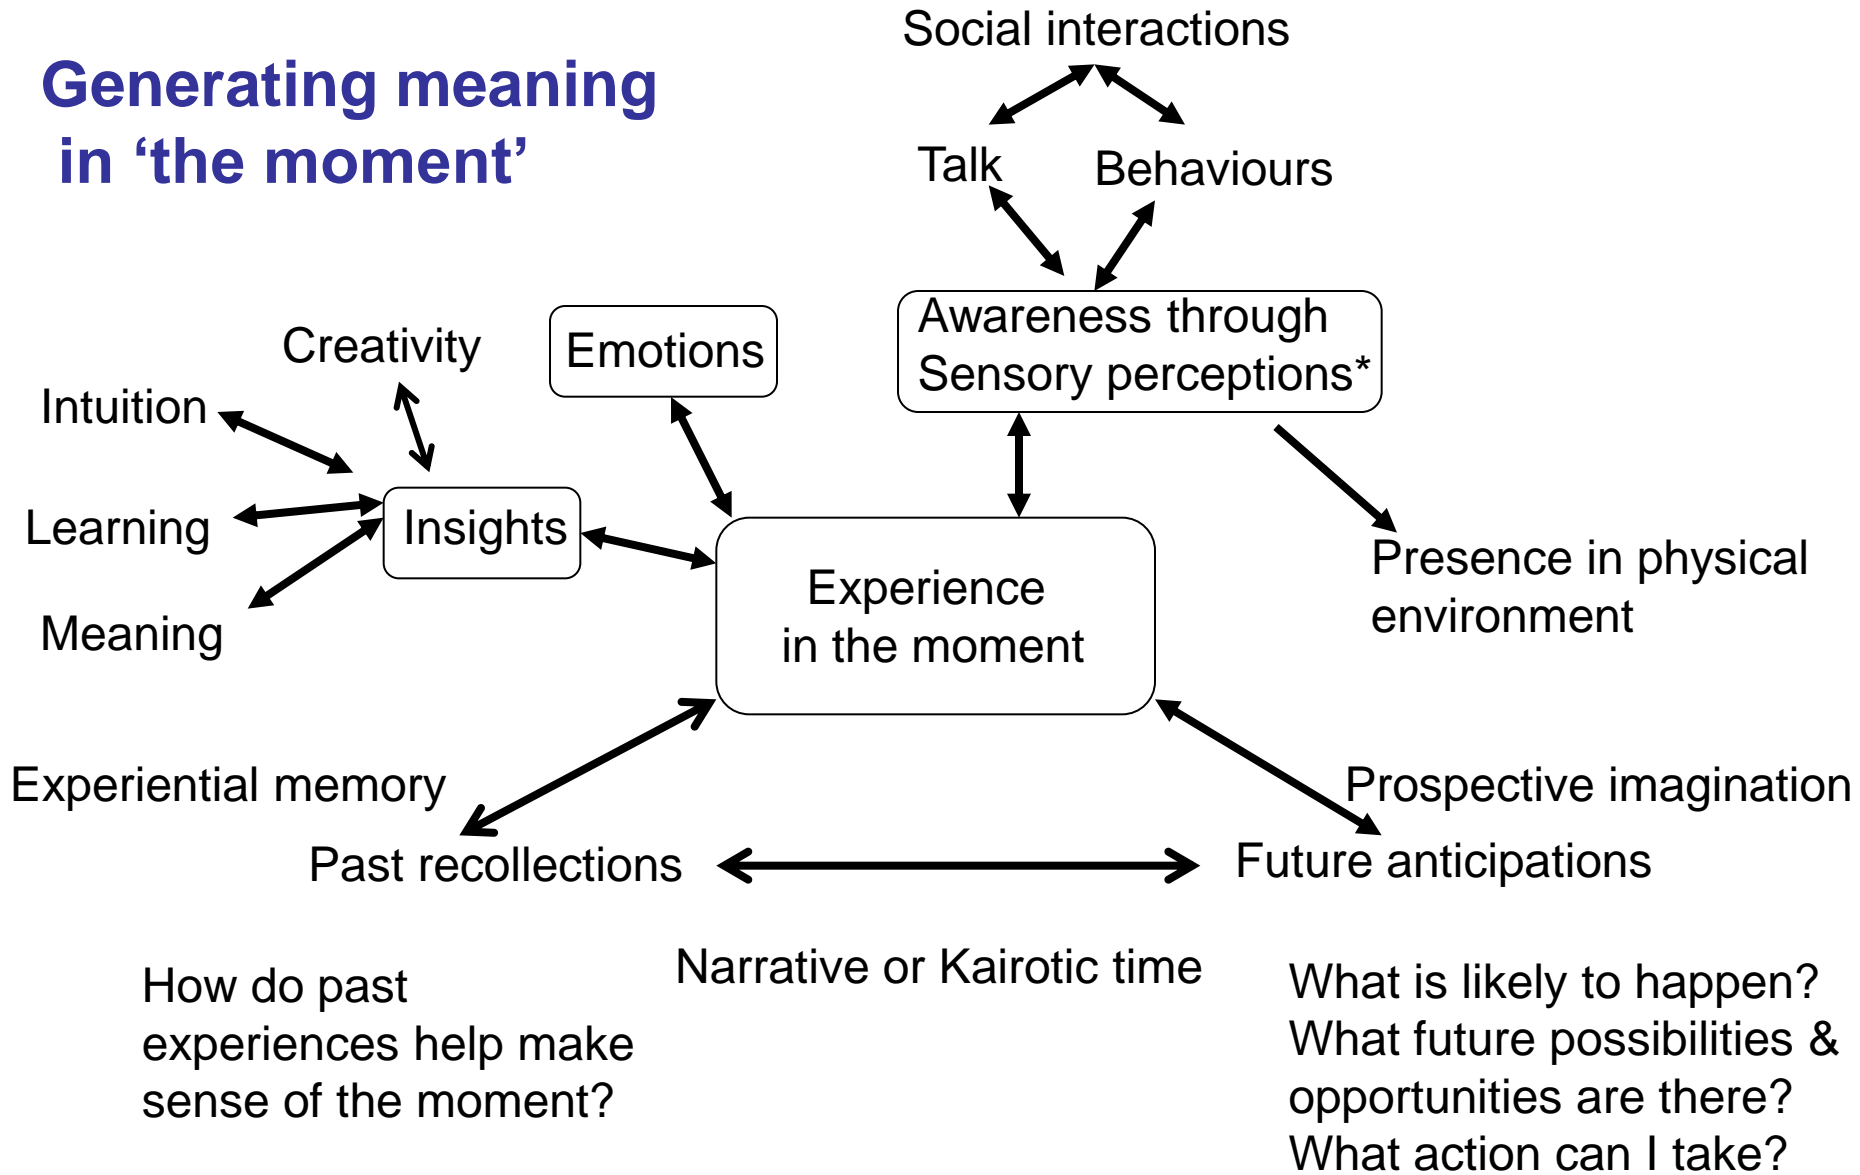 Generating meaning
in ‘the moment’
Social interactions
Talk
Behaviours
Awareness through
Sensory perceptions*
Creativity
Emotions
Intuition
Learning
Insights
Meaning
Experience
in the moment
Presence in physical
environment
Experiential memory
Prospective imagination
Past recollections
Future anticipations
Narrative or Kairotic time
How do past
experiences help make
sense of the moment?
What is likely to happen?
What future possibilities &
opportunities are there?
What action can I take?